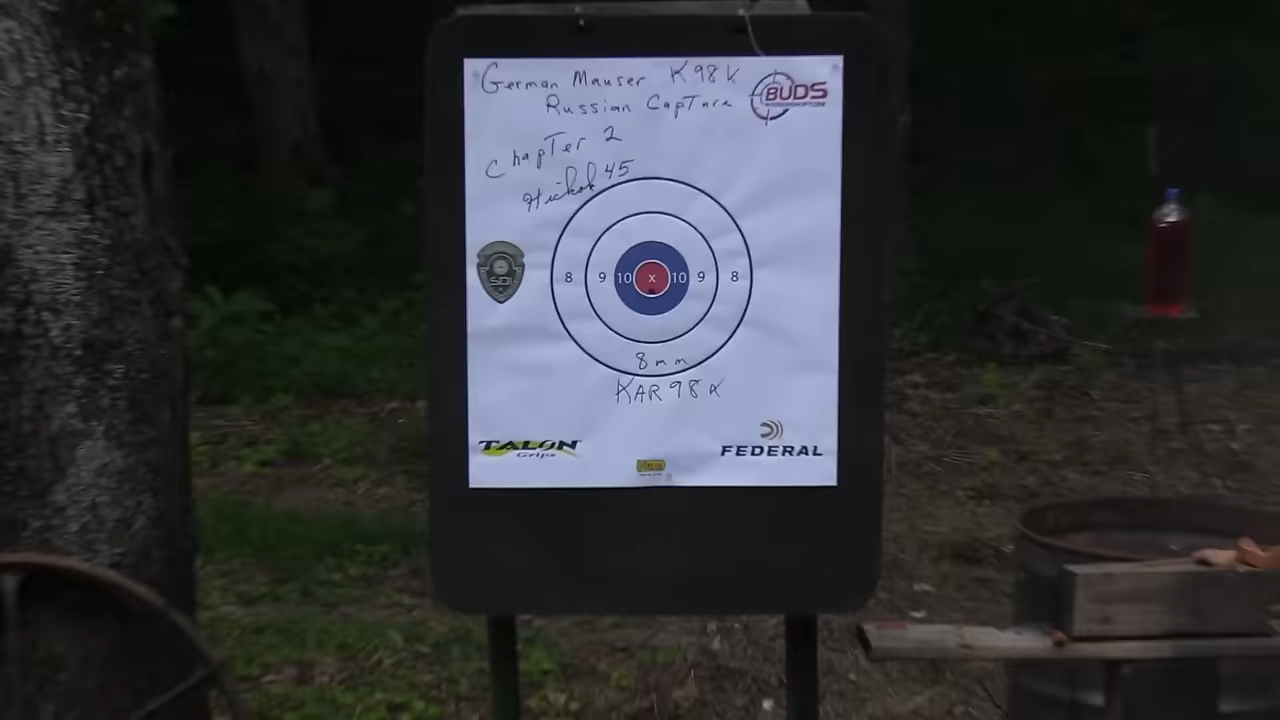 German Mauser K98k
Russian Capture
BUDS
Chapter 2
Hickok45
SDI
8 9 10 x 10 9 8
8mm
KAR98K
TALON
Grips
FEDERAL